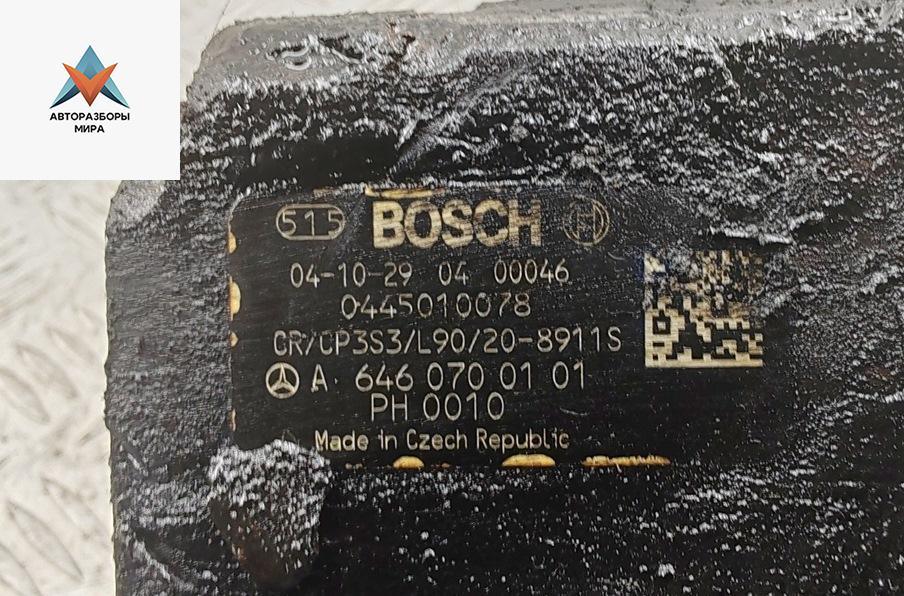 АВТОРАЗБОРЫ
МИРА
515 BOSCH
04-10-29 04 00046
0445010078
CR/CP3S3/L90/20-8911S
A 646 070 01 01
PH 0010
Made in Czech Republic